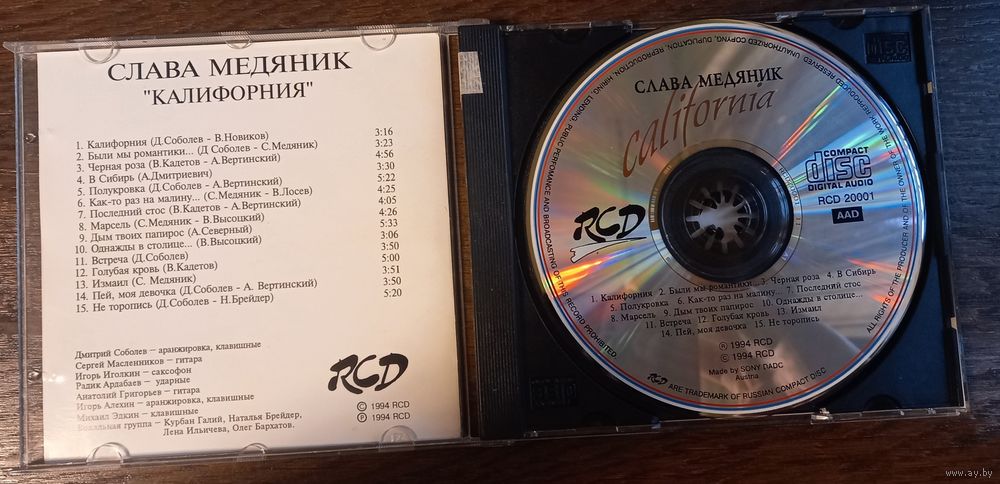 СЛАВА МЕДЯНИК
"КАЛИФОРНИЯ"
1. Калифорния (Д.Соболев - В.Новиков) 3:16
2. Были мы романтики... (Д Соболев - С.Медяник) 3:23
3. Черная роза (В.Кадетов - А.Вертинский) 4:56
4. В Сибирь (А.Дмитриевич) 3:30
5. Полукровка (Д.Соболев - А.Вертинский) 5:22
6. Как-то раз на малину... (С.Медяник - В.Лосев) 4:25
7. Последний стос (В.Кадетов - А.Вертинский) 4:05
8. Марсель (С.Медяник - В.Высоцкий) 4:26
9. Дым твоих папирос (А.Северный) 5:33
10. Однажды в столице... (В.Высоцкий) 3:06
11. Встреча (Д.Соболев) 3:50
12. Голубая кровь (В.Кадетов) 5:00
13. Измаил (С. Медяник) 3:51
14. Пей, моя девочка (Д.Соболев - А. Вертинский) 3:50
15. Не торопись (Д.Соболев - Н.Брейдер) 5:20
Дмитрий Соболев – аранжировка, клавишные
Сергей Масленников – гитара
Игорь Иголкин – саксофон
Радик Ардабаев – ударные
Анатолий Григорьев – гитара
Игорь Алехин – аранжировка, клавишные
Михаил Эдкин – клавишные
Вокальная группа – Курбан Галий, Наталья Брейдер,
Лена Ильичева, Олег Бархатов.
RCD
© 1994 RCD
℗ 1994 RCD
СЛАВА МЕДЯНИК
california
COMPACT
disc
DIGITAL AUDIO
RCD 20001
AAD
RCD
1. Калифорния 2. Были мы романтики... 3. Черная роза 4. В Сибирь
5. Полукровка 6. Как-то раз на малину... 7. Последний стос
8. Марсель 9. Дым твоих папирос 10. Однажды в столице...
11. Встреча 12. Голубая кровь 13. Измаил
14. Пей, моя девочка 15. Не торопись
℗ 1994 RCD
© 1994 RCD
Made by SONY DADC
Austria
RCD ARE TRADEMARK OF RUSSIAN COMPACT DISC
ALL RIGHTS OF THE PRODUCER AND OF THE OWNER OF THE WORK REPRODUCED RESERVED. UNAUTHORIZED COPYNG, DUPLICATION, REPRODUCTION, HIRING, LENDING, PUBLIC PERFOMANCE AND BROADCASTING OF THIS RECORD PROHIBITED
disc
www.ay.by